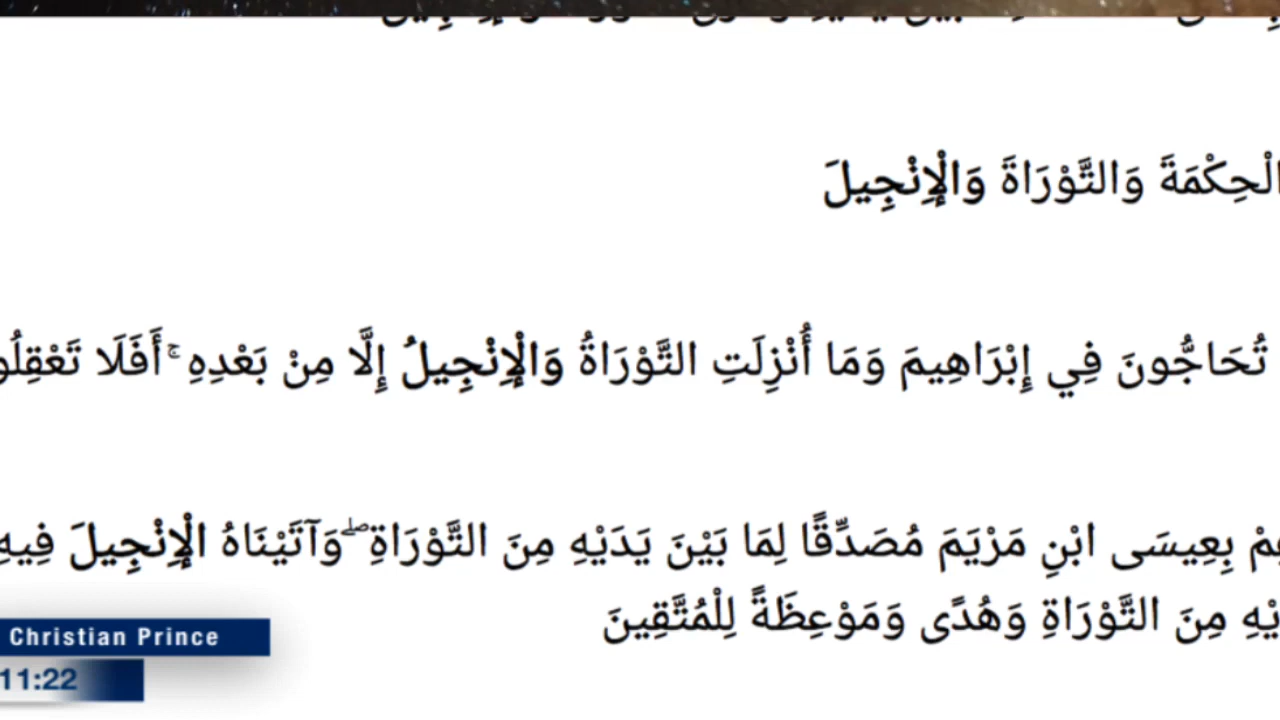 الْحِكْمَةَ وَالتَّوْرَاةَ وَالْإِنْجِيلَ
تُحَاجُّونَ فِي إِبْرَاهِيمَ وَمَا أُنْزِلَتِ التَّوْرَاةُ وَالْإِنْجِيلُ إِلَّا مِنْ بَعْدِهِ ۚ أَفَلَا
بِعِيسَى ابْنِ مَرْيَمَ مُصَدِّقًا لِمَا بَيْنَ يَدَيْهِ مِنَ التَّوْرَاةِ ۖ وَآتَيْنَاهُ الْإِنْجِيلَ فِيهِ
مِنَ التَّوْرَاةِ وَهُدًى وَمَوْعِظَةً لِلْمُتَّقِينَ
Christian Prince
11:22